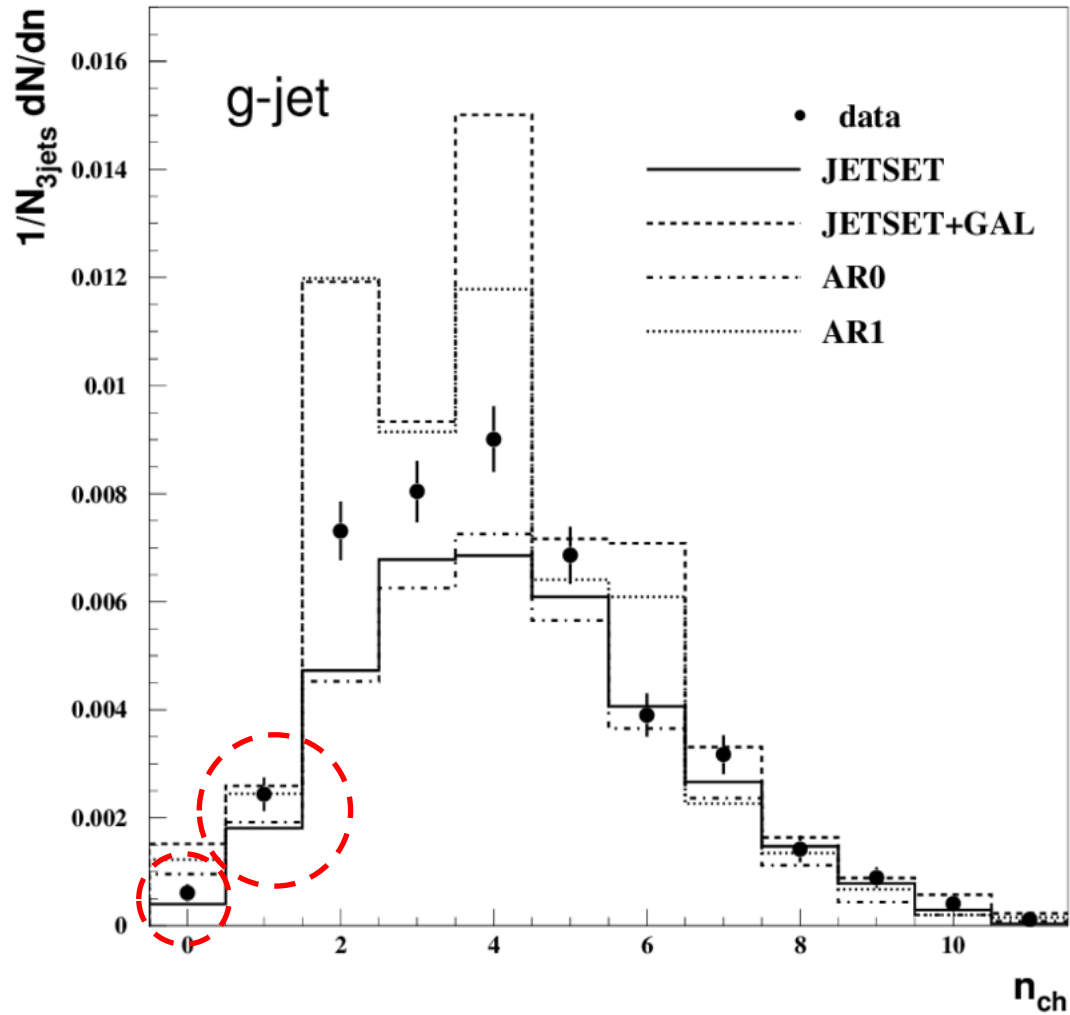 1/N3jets dN/dn
g-jet
data
JETSET
JETSET+GAL
AR0
AR1
0.016
0.014
0.012
0.01
0.008
0.006
0.004
0.002
0
0 2 4 6 8 10
nch